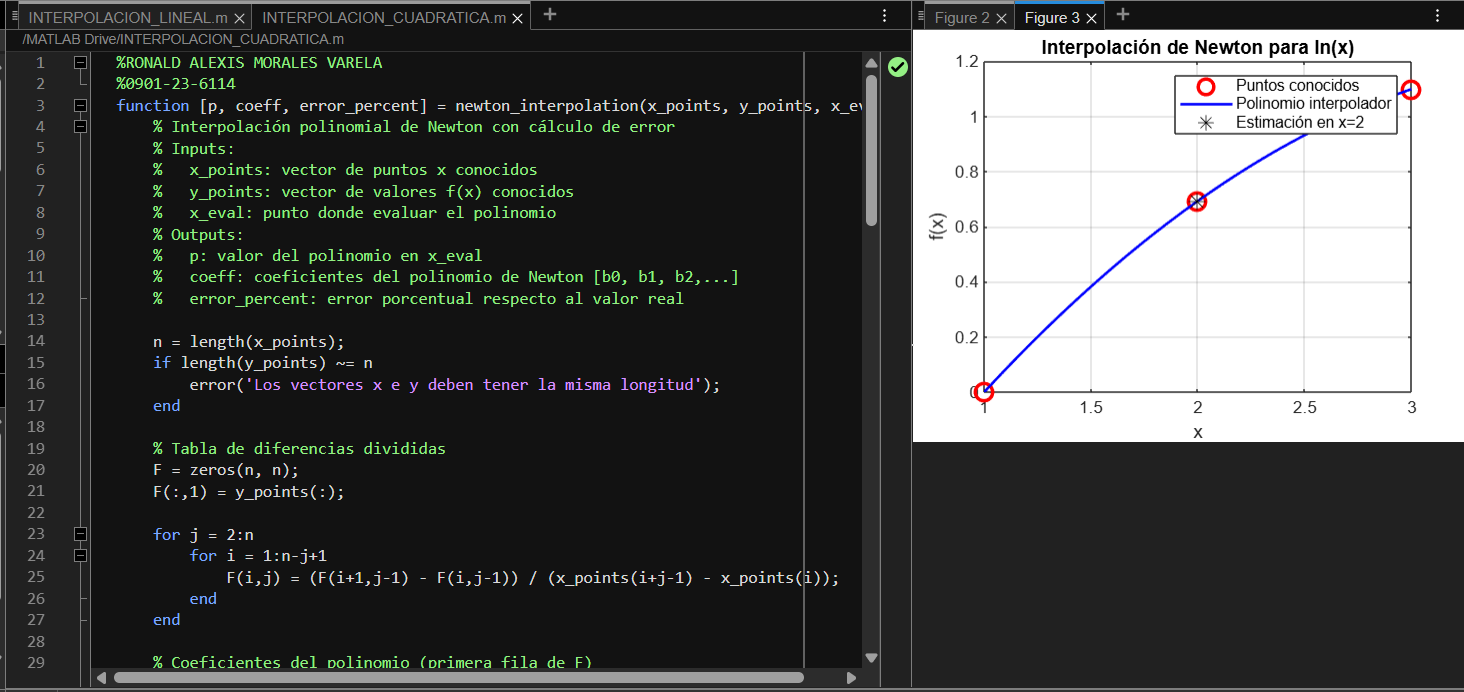 INTERPOLACION_LINEAL.m
INTERPOLACION_CUADRATICA.m
/MATLAB Drive/INTERPOLACION_CUADRATICA.m
1 %RONALD ALEXIS MORALES VARELA
2 %0901-23-6114
3 function [p, coeff, error_percent] = newton_interpolation(x_points, y_points, x_ev
4 % Interpolación polinomial de Newton con cálculo de error
5 % Inputs:
6 % x_points: vector de puntos x conocidos
7 % y_points: vector de valores f(x) conocidos
8 % x_eval: punto donde evaluar el polinomio
9 % Outputs:
10 % p: valor del polinomio en x_eval
11 % coeff: coeficientes del polinomio de Newton [b0, b1, b2,...]
12 % error_percent: error porcentual respecto al valor real
13
14 n = length(x_points);
15 if length(y_points) ~= n
16 error('Los vectores x e y deben tener la misma longitud');
17 end
18
19 % Tabla de diferencias divididas
20 F = zeros(n, n);
21 F(:,1) = y_points(:);
22
23 for j = 2:n
24 for i = 1:n-j+1
25 F(i,j) = (F(i+1,j-1) - F(i,j-1)) / (x_points(i+j-1) - x_points(i));
26 end
27 end
28
29 % Coeficientes del polinomio (primera fila de F)
Figure 2
Figure 3
Interpolación de Newton para ln(x)
Puntos conocidos
Polinomio interpolador
Estimación en x=2
f(x)
1.2
1
0.8
0.6
0.4
0.2
0
1 1.5 2 2.5 3
x